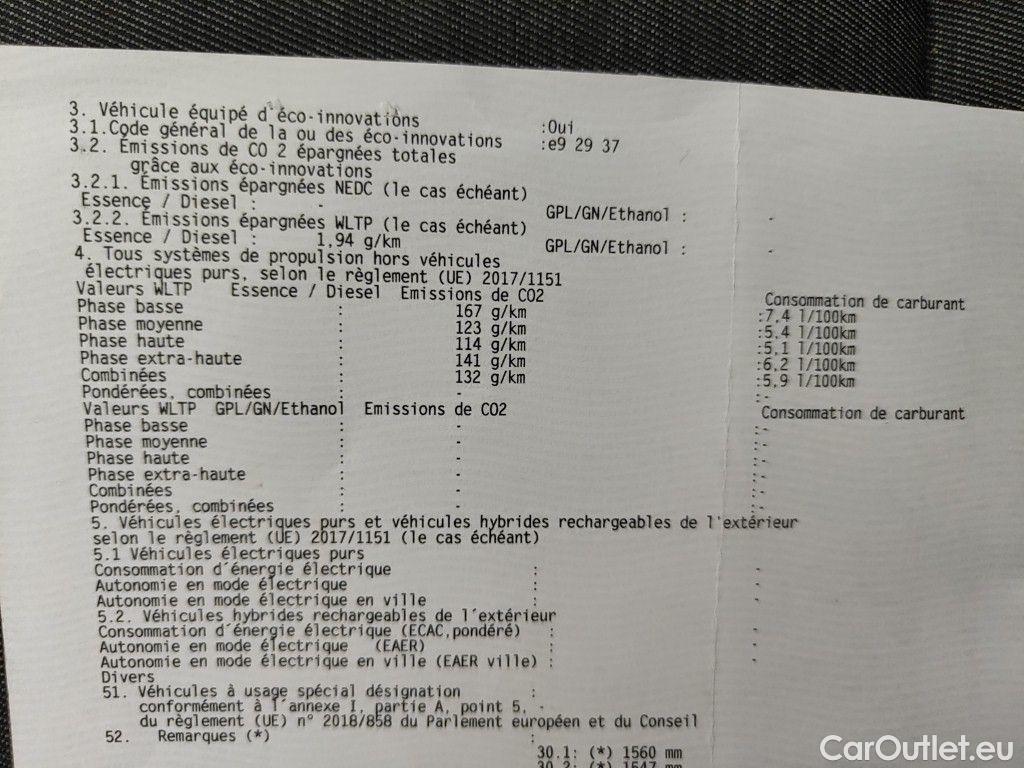 3. Véhicule équipé d'éco-innovations :Oui
3.1.Code général de la ou des éco-innovations :e9 29 37
3.2. Émissions de CO 2 épargnées totales
grâce aux éco-innovations
3.2.1. Émissions épargnées NEDC (le cas échéant)
Essence / Diesel : - GPL/GN/Ethanol : -
3.2.2. Émissions épargnées WLTP (le cas échéant)
Essence / Diesel : 1,94 g/km GPL/GN/Ethanol : -
4. Tous systèmes de propulsion hors véhicules
électriques purs, selon le règlement (UE) 2017/1151
Valeurs WLTP Essence / Diesel Emissions de CO2 Consommation de carburant
Phase basse : 167 g/km :7,4 l/100km
Phase moyenne : 123 g/km :5,4 l/100km
Phase haute : 114 g/km :5,1 l/100km
Phase extra-haute : 141 g/km :6,2 l/100km
Combinées : 132 g/km :5,9 l/100km
Pondérées, combinées : - :-
Valeurs WLTP GPL/GN/Ethanol Emissions de CO2 Consommation de carburant
Phase basse : - :-
Phase moyenne : - :-
Phase haute : - :-
Phase extra-haute : - :-
Combinées : - :-
Pondérées, combinées : - :-
5. Véhicules électriques purs et véhicules hybrides rechargeables de l'extérieur
selon le règlement (UE) 2017/1151 (le cas échéant)
5.1 Véhicules électriques purs
Consommation d'énergie électrique : -
Autonomie en mode électrique : -
Autonomie en mode électrique en ville : -
5.2. Véhicules hybrides rechargeables de l'extérieur
Consommation d'énergie électrique (ECAC,pondéré) : -
Autonomie en mode électrique (EAER) : -
Autonomie en mode électrique en ville (EAER ville) : -
Divers
51. Véhicules à usage spécial désignation :
conformément à l'annexe I, partie A, point 5, -
du règlement (UE) n° 2018/858 du Parlement européen et du Conseil
52. Remarques (*) :
30.1: (*) 1560 mm
30.2: (*) 1547 mm
CarOutlet.eu